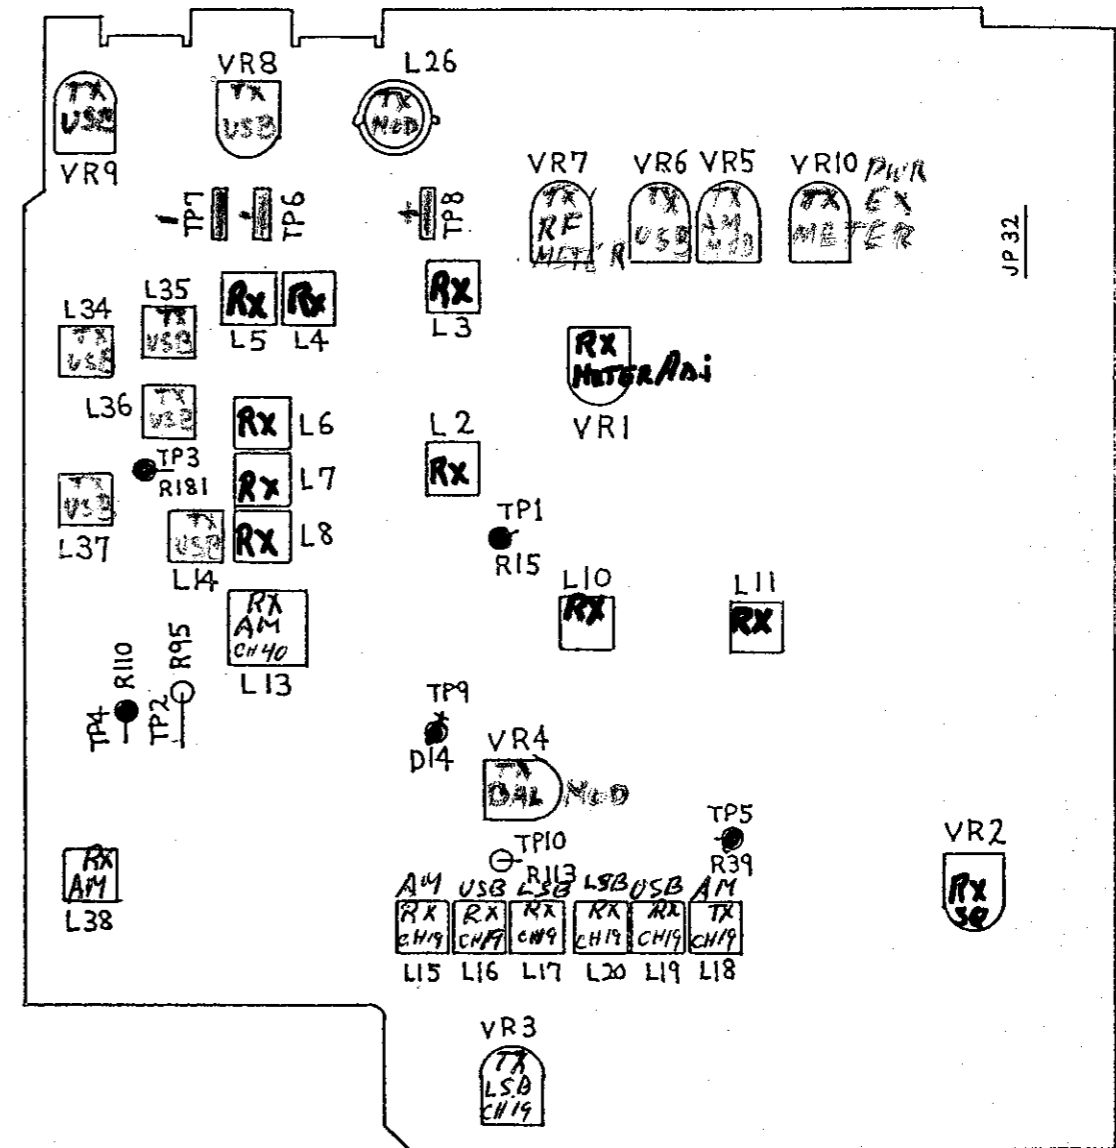 VR8
L26
TX
USB
VR9
TX
USB
TX
MOD
TP7
TP6
TP8
+
VR7
VR6
VR5
VR10
PWR
EX
METER
TX
RF
METER
TX
USB
TX
AM
MOD
TX
JP32
L34
TX
USB
L35
TX
USB
RX
L5
RX
L4
RX
L3
RX
METER ADJ
VR1
L36
TX
USB
RX
L6
L2
RX
TP3
R181
RX
L7
TX
USB
L37
TX
USB
L14
RX
L8
TP1
R15
L10
RX
L11
RX
RX
AM
CH40
L13
R110
TP4
R95
TP2
TP9
D14
VR4
TX
BAL MOD
TP5
R39
TP10
R113
VR2
RX
SQ
RX
AM
L38
AM
USB
LSB
LSB
USB
AM
RX
RX
RX
RX
RX
TX
CH19
CH19
CH19
CH19
CH19
CH19
L15
L16
L17
L20
L19
L18
VR3
TX
LSB
CH19